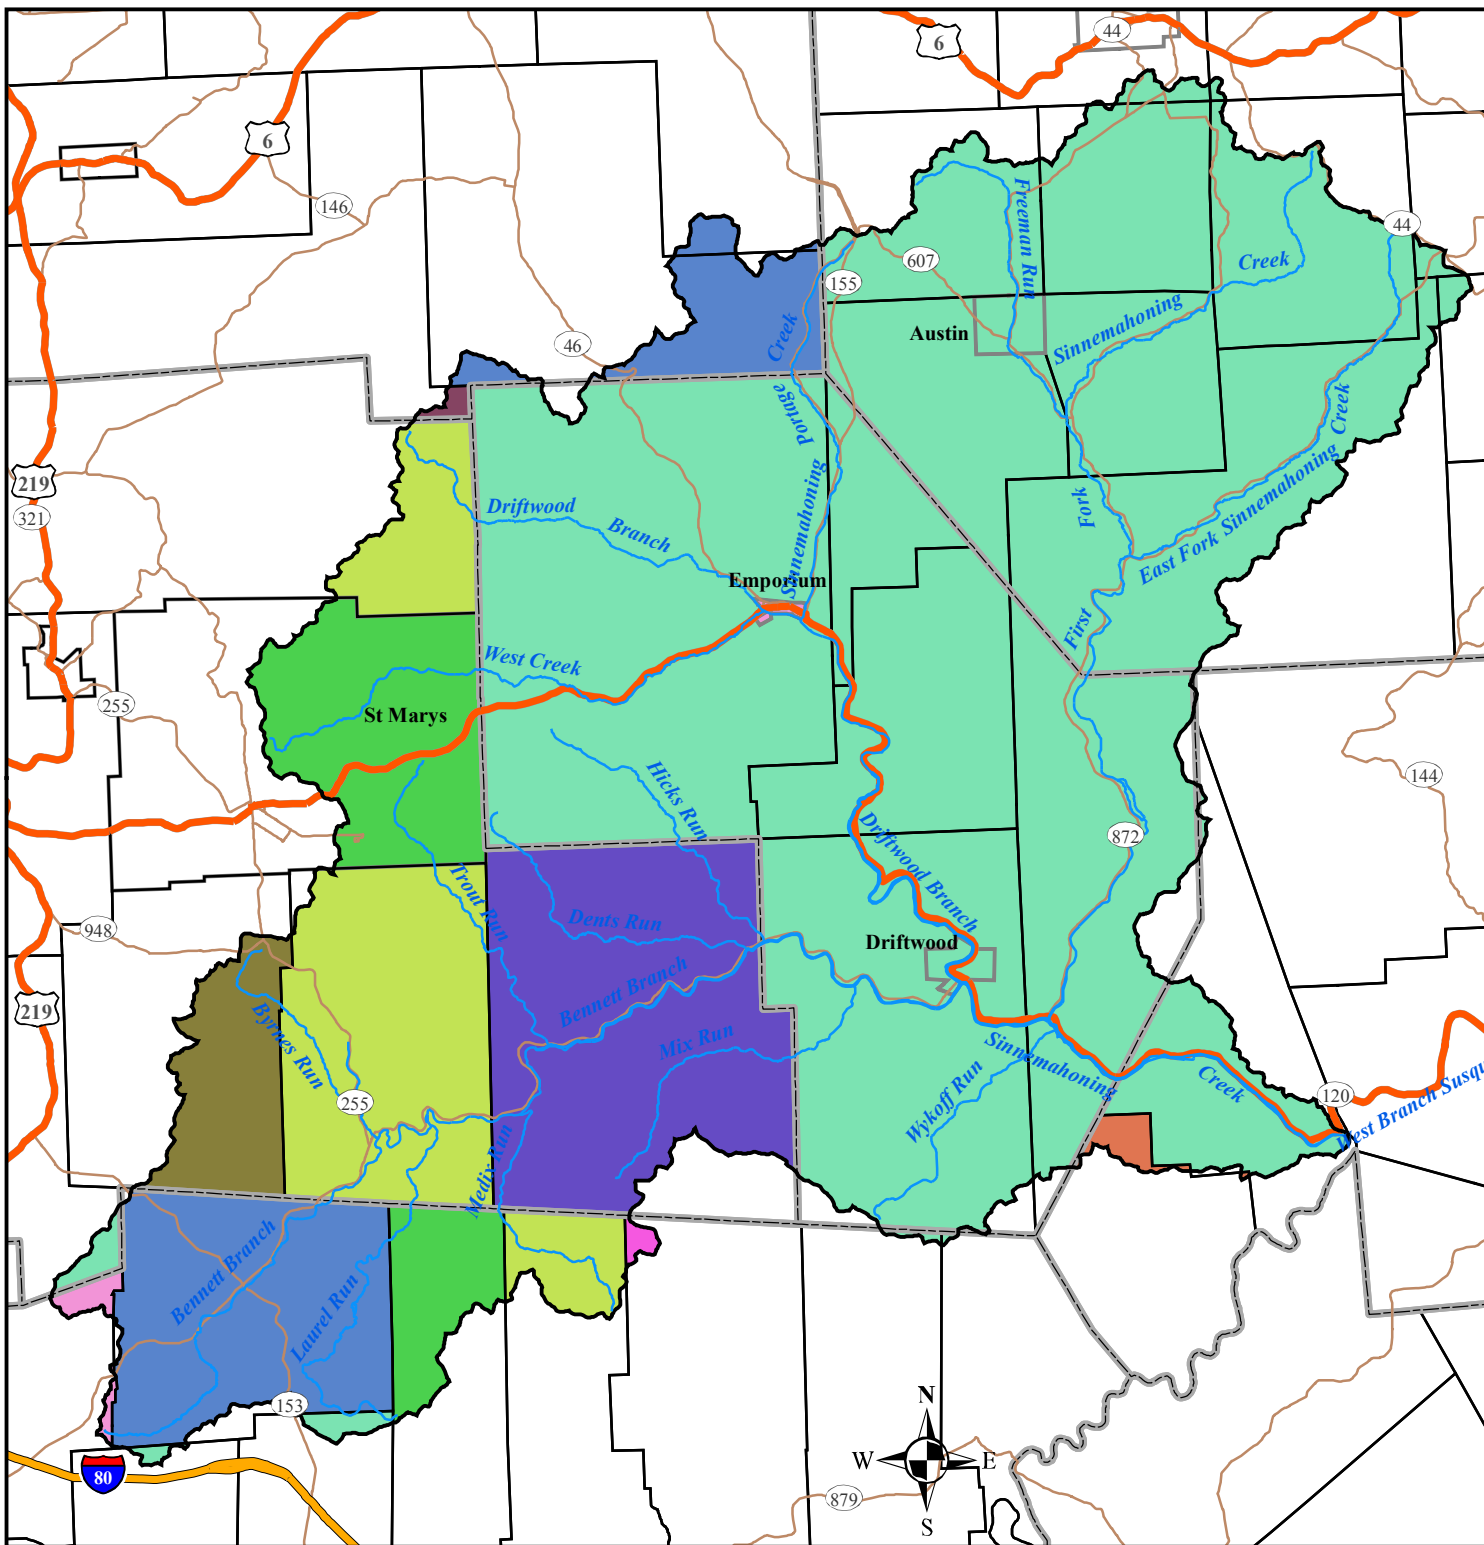 6
44
6
146
44
607
155
46
Freeman Run
Creek
Sinnemahoning
Austin
Creek
Portage
Sinnemahoning
Creek
East Fork Sinnemahoning
Fork
First
219
321
Driftwood
Branch
Emporium
West Creek
St Marys
255
144
Hicks Run
872
Driftwood Branch
Trout Run
Dents Run
Driftwood
948
Bennett Branch
219
Byrnes Run
Mix Run
Sinnemahoning
Creek
Wykoff Run
120
West Branch Susqu
255
Medix Run
Bennett Branch
Laurel Run
153
80
N
W
E
S
879